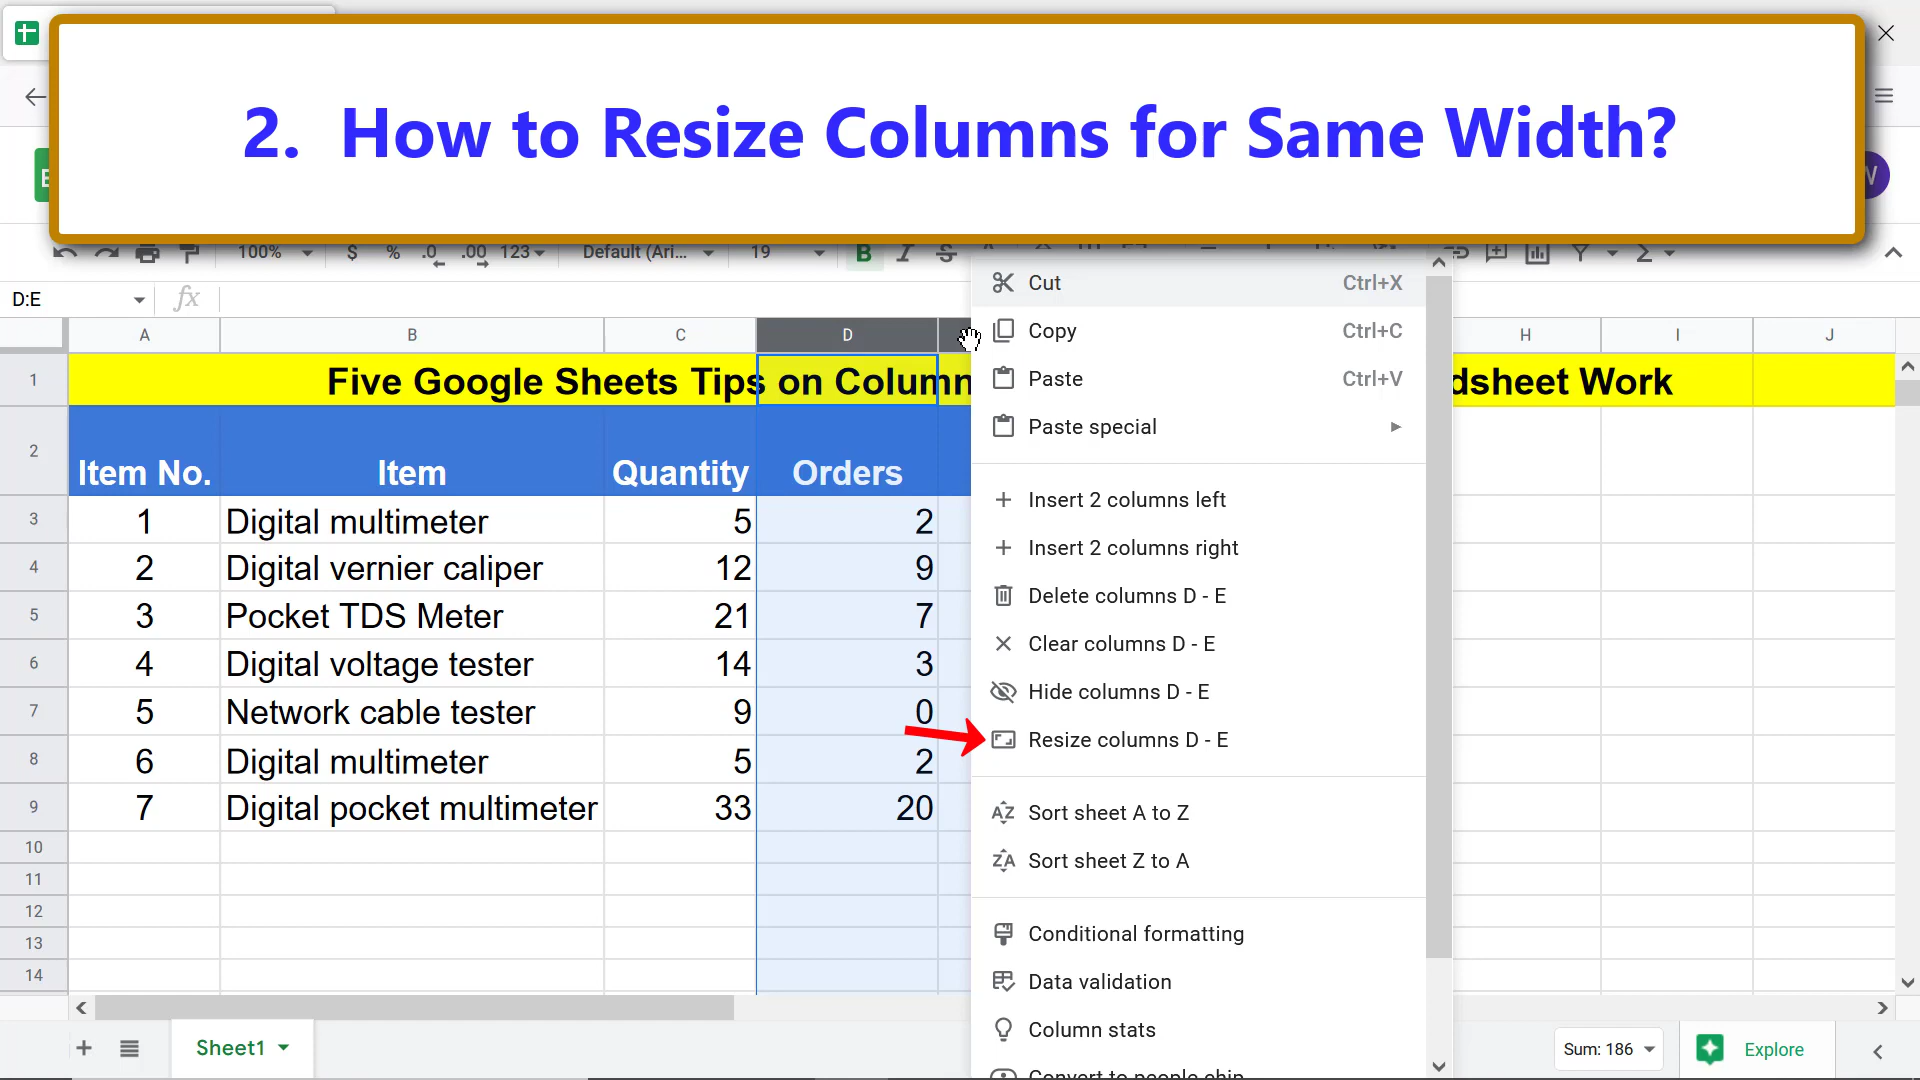 2. How to Resize Columns for Same Width?
100% $ % .0 .00 123 Default (Ari... 19 B I S
D:E fx
A B C D H I J
1 Five Google Sheets Tips on Column dsheet Work
2 Item No. Item Quantity Orders
3 1 Digital multimeter 5 2
4 2 Digital vernier caliper 12 9
5 3 Pocket TDS Meter 21 7
6 4 Digital voltage tester 14 3
7 5 Network cable tester 9 0
8 6 Digital multimeter 5 2
9 7 Digital pocket multimeter 33 20
10
11
12
13
14
Cut Ctrl+X
Copy Ctrl+C
Paste Ctrl+V
Paste special
Insert 2 columns left
Insert 2 columns right
Delete columns D - E
Clear columns D - E
Hide columns D - E
Resize columns D - E
Sort sheet A to Z
Sort sheet Z to A
Conditional formatting
Data validation
Column stats
Convert to people chip
Sheet1 Sum: 186 Explore